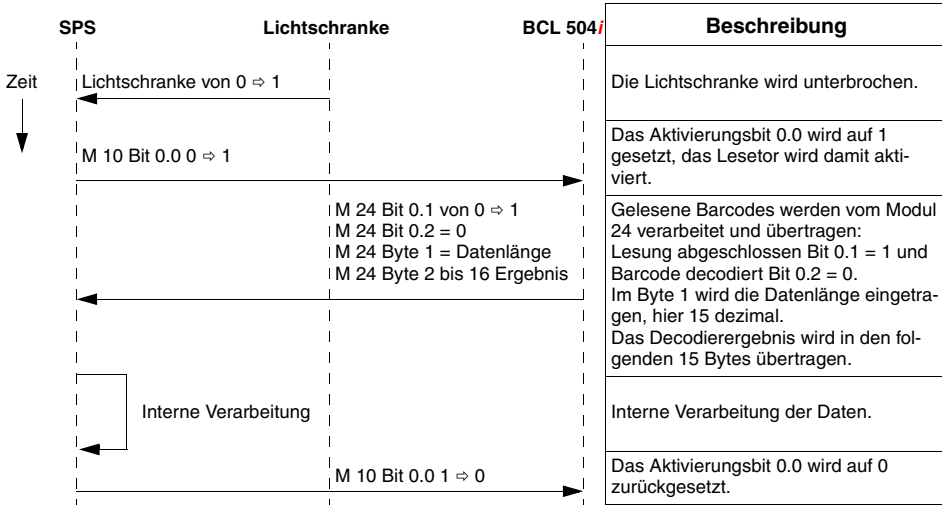 SPS
Lichtschranke
BCL 504i
Beschreibung
Zeit
Lichtschranke von 0 ⇨ 1
Die Lichtschranke wird unterbrochen.
M 10 Bit 0.0 0 ⇨ 1
Das Aktivierungsbit 0.0 wird auf 1
gesetzt, das Lesetor wird damit akti-
viert.
M 24 Bit 0.1 von 0 ⇨ 1
M 24 Bit 0.2 = 0
M 24 Byte 1 = Datenlänge
M 24 Byte 2 bis 16 Ergebnis
Gelesene Barcodes werden vom Modul
24 verarbeitet und übertragen:
Lesung abgeschlossen Bit 0.1 = 1 und
Barcode decodiert Bit 0.2 = 0.
Im Byte 1 wird die Datenlänge eingetra-
gen, hier 15 dezimal.
Das Decodierergebnis wird in den fol-
genden 15 Bytes übertragen.
Interne Verarbeitung
Interne Verarbeitung der Daten.
M 10 Bit 0.0 1 ⇨ 0
Das Aktivierungsbit 0.0 wird auf 0
zurückgesetzt.